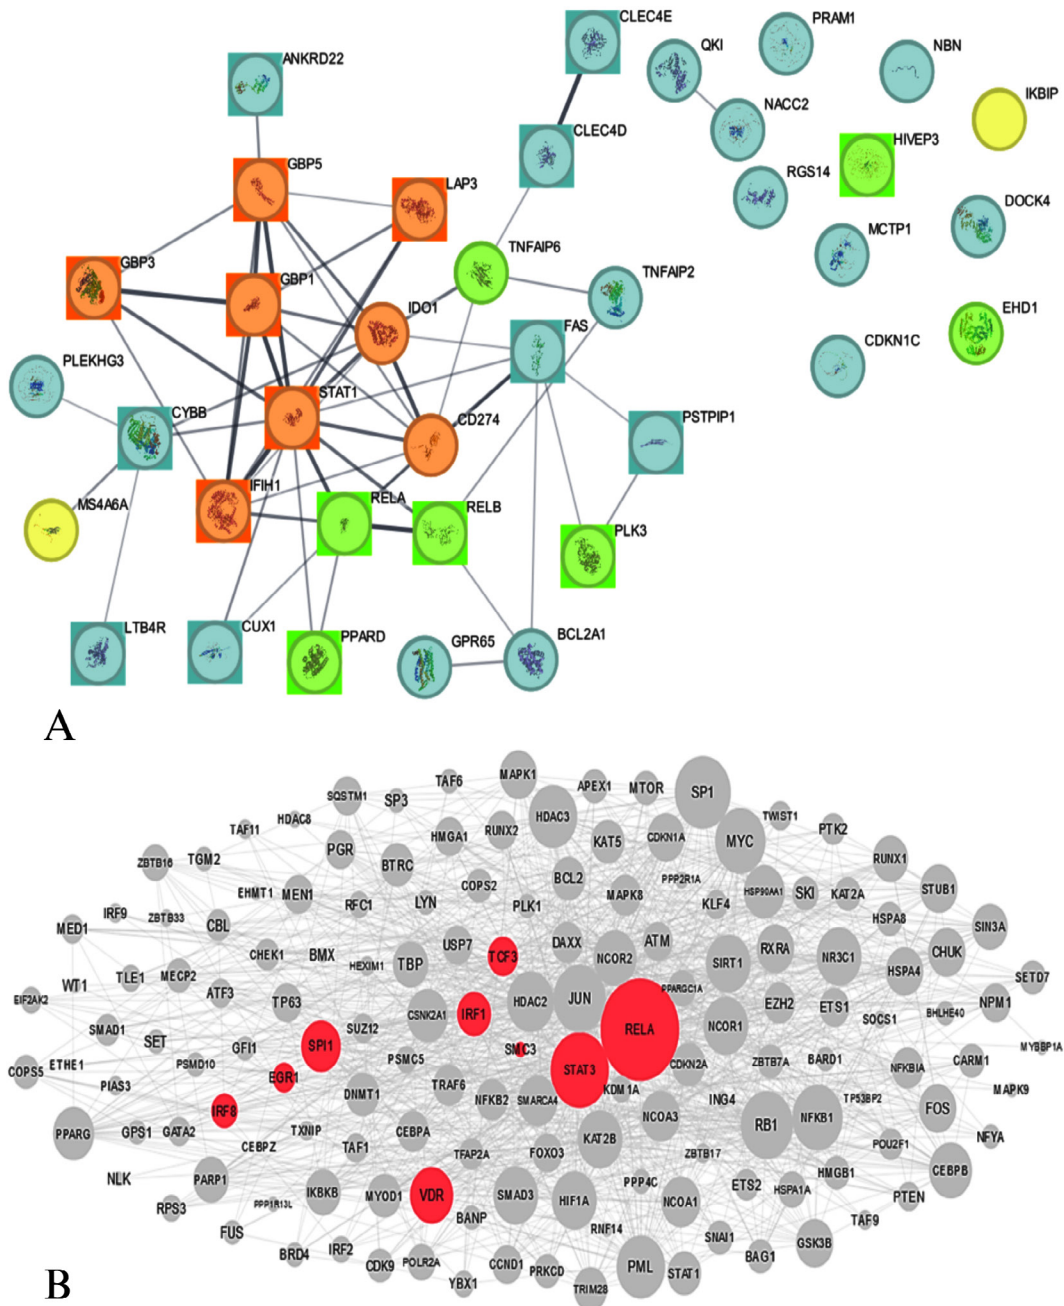 CLEC4E
PRAM1
QKI
NBN
ANKRD22
IKBIP
NACC2
CLEC4D
HIVEP3
GBP5
LAP3
RGS14
DOCK4
TNFAIP6
MCTP1
GBP3
GBP1
TNFAIP2
IDO1
EHD1
FAS
CDKN1C
PLEKHG3
STAT1
CYBB
CD274
PSTPIP1
IFIH1
MS4A6A
RELA
RELB
PLK3
LTB4R
CUX1
PPARD
GPR65
BCL2A1
A
MAPK1
TAF6
APEX1
MTOR
SP1
SQSTM1
SP3
HDAC8
TWIST1
TAF11
HMGA1
RUNX2
HDAC3
KAT5
CDKN1A
MYC
PTK2
ZBTB16
TGM2
PGR
BTRC
RUNX1
COPS2
BCL2
PPP2R1A
EHMT1
MEN1
RFC1
LYN
PLK1
MAPK8
KLF4
HSP90AA1
SKI
KAT2A
STUB1
IRF9
ZBTB33
CBL
HSPA8
SIN3A
MED1
CHEK1
BMX
USP7
TCF3
DAXX
ATM
NCOR2
SIRT1
RXRA
NR3C1
CHUK
HEXIM1
TBP
HSPA4
SETD7
WT1
TLE1
MECP2
ATF3
TP63
CSNK2A1
HDAC2
JUN
PPARGC1A
EZH2
ETS1
NPM1
EIF2AK2
IRF1
SOCS1
BHLHE40
SMAD1
SET
SUZ12
RELA
NCOR1
GFI1
SPI1
SMC3
MYBBP1A
COPS5
ETHE1
PSMD10
PSMC5
CDKN2A
ZBTB7A
BARD1
NFKBIA
CARM1
EGR1
STAT3
PIAS3
DNMT1
TRAF6
NFKB2
SMARCA4
KDM1A
ING4
TP53BP2
MAPK9
IRF8
NCOA3
FOS
PPARG
GPS1
GATA2
TXNIP
CEBPA
KAT2B
RB1
NFKB1
NFYA
CEBPZ
TAF1
TFAP2A
FOXO3
ZBTB17
POU2F1
NLK
PARP1
IKBKB
MYOD1
VDR
SMAD3
HIF1A
PPP4C
NCOA1
ETS2
HSPA1A
HMGB1
CEBPB
RPS3
PPP1R13L
BANP
RNF14
PTEN
TAF9
FUS
SNAI1
BRD4
IRF2
CDK9
POLR2A
CCND1
PRKCD
PML
STAT1
BAG1
GSK3B
YBX1
TRIM28
B